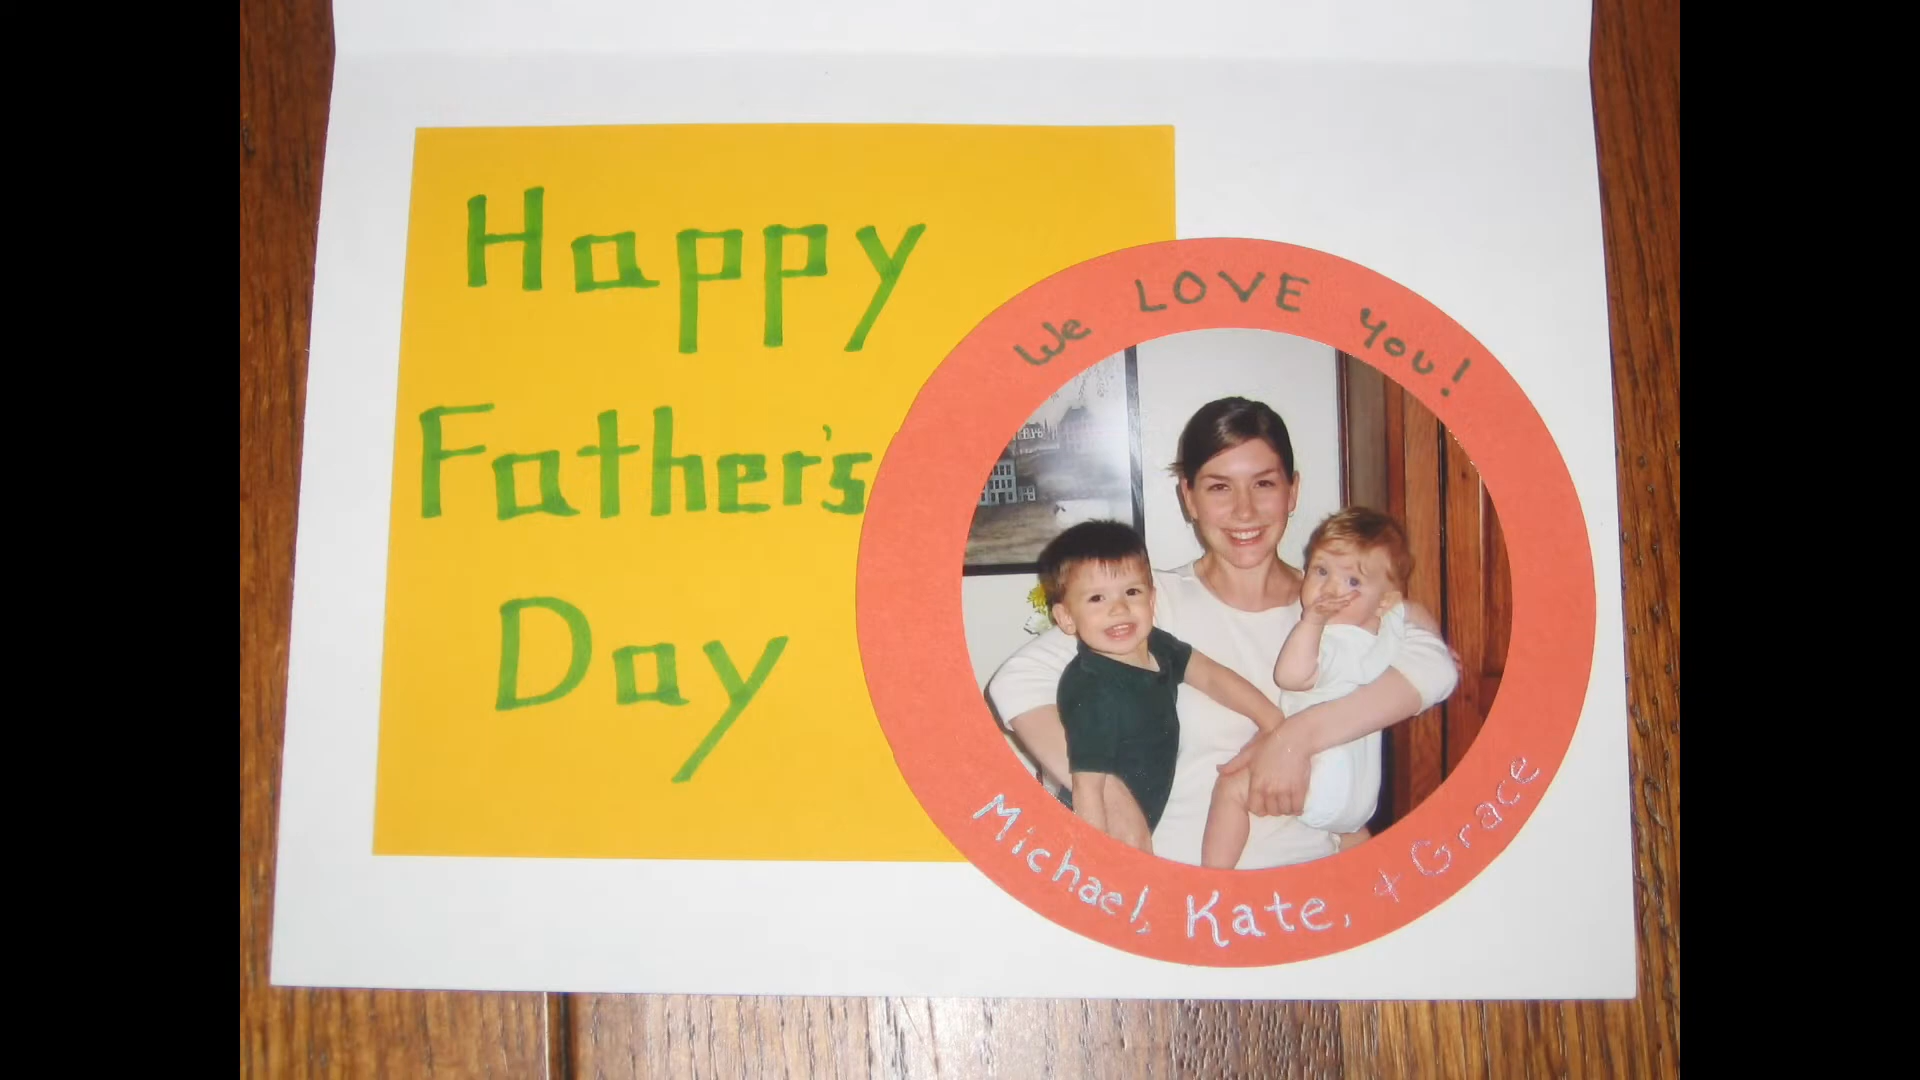 Happy
Father's
Day
We LOVE you!
Michael, Kate, + Grace